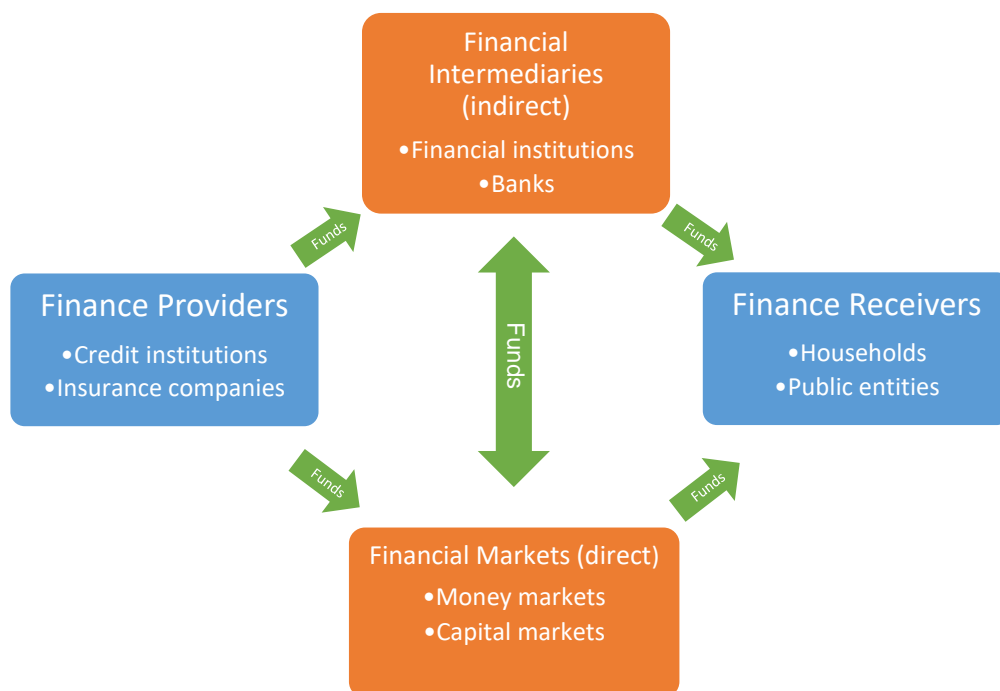 Financial
Intermediaries
(indirect)
•Financial institutions
•Banks
Funds
Funds
Finance Providers
•Credit institutions
•Insurance companies
Funds
Finance Receivers
•Households
•Public entities
Funds
Funds
Financial Markets (direct)
•Money markets
•Capital markets